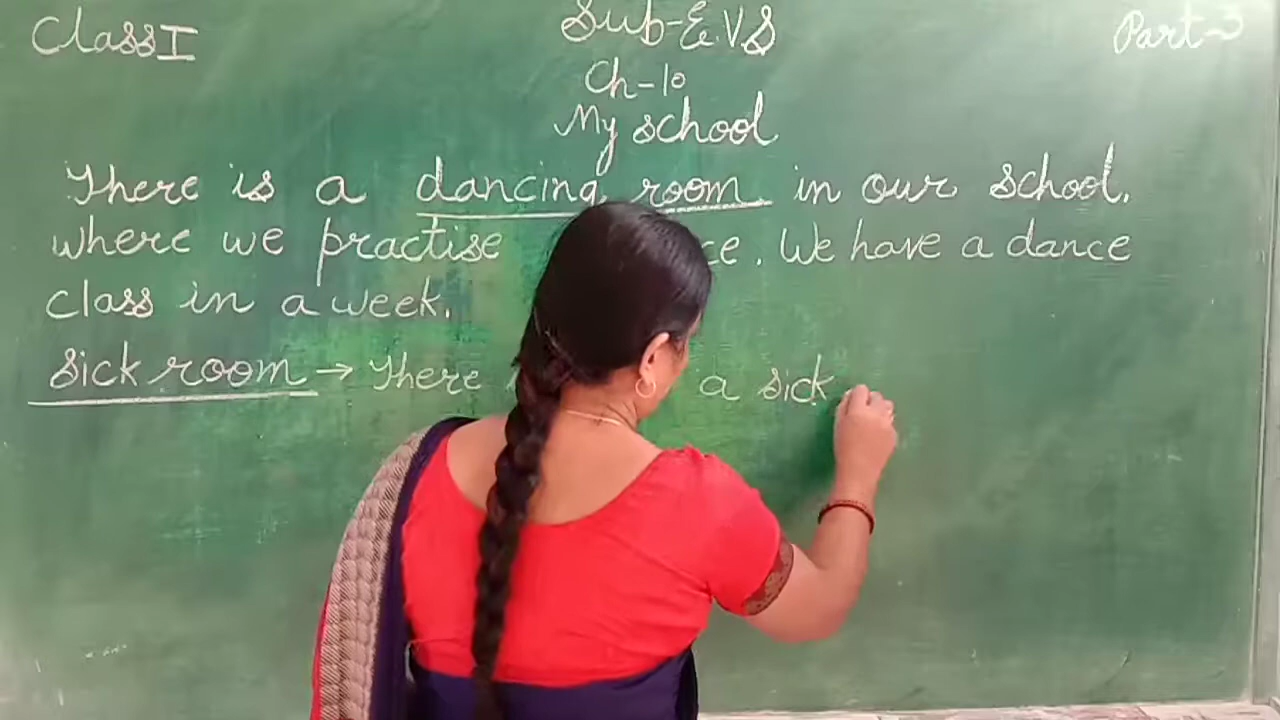 Class I
Sub-E.V.S
Part-3
Ch-10
My school
There is a dancing room in our school.
where we practise ce. We have a dance
class in a week.
Sick room → There a sick